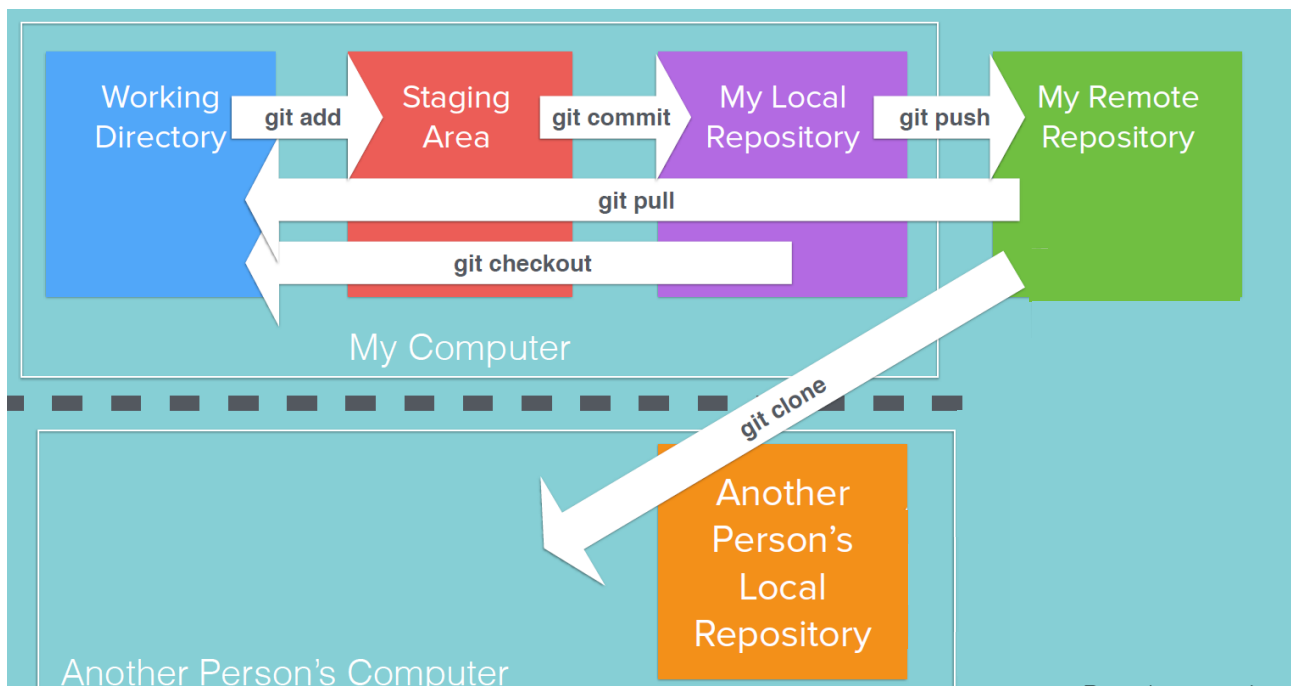 Working
Directory
git add
Staging
Area
git commit
My Local
Repository
git push
My Remote
Repository
git pull
git checkout
My Computer
git clone
Another
Person's
Local
Repository
Another Person's Computer